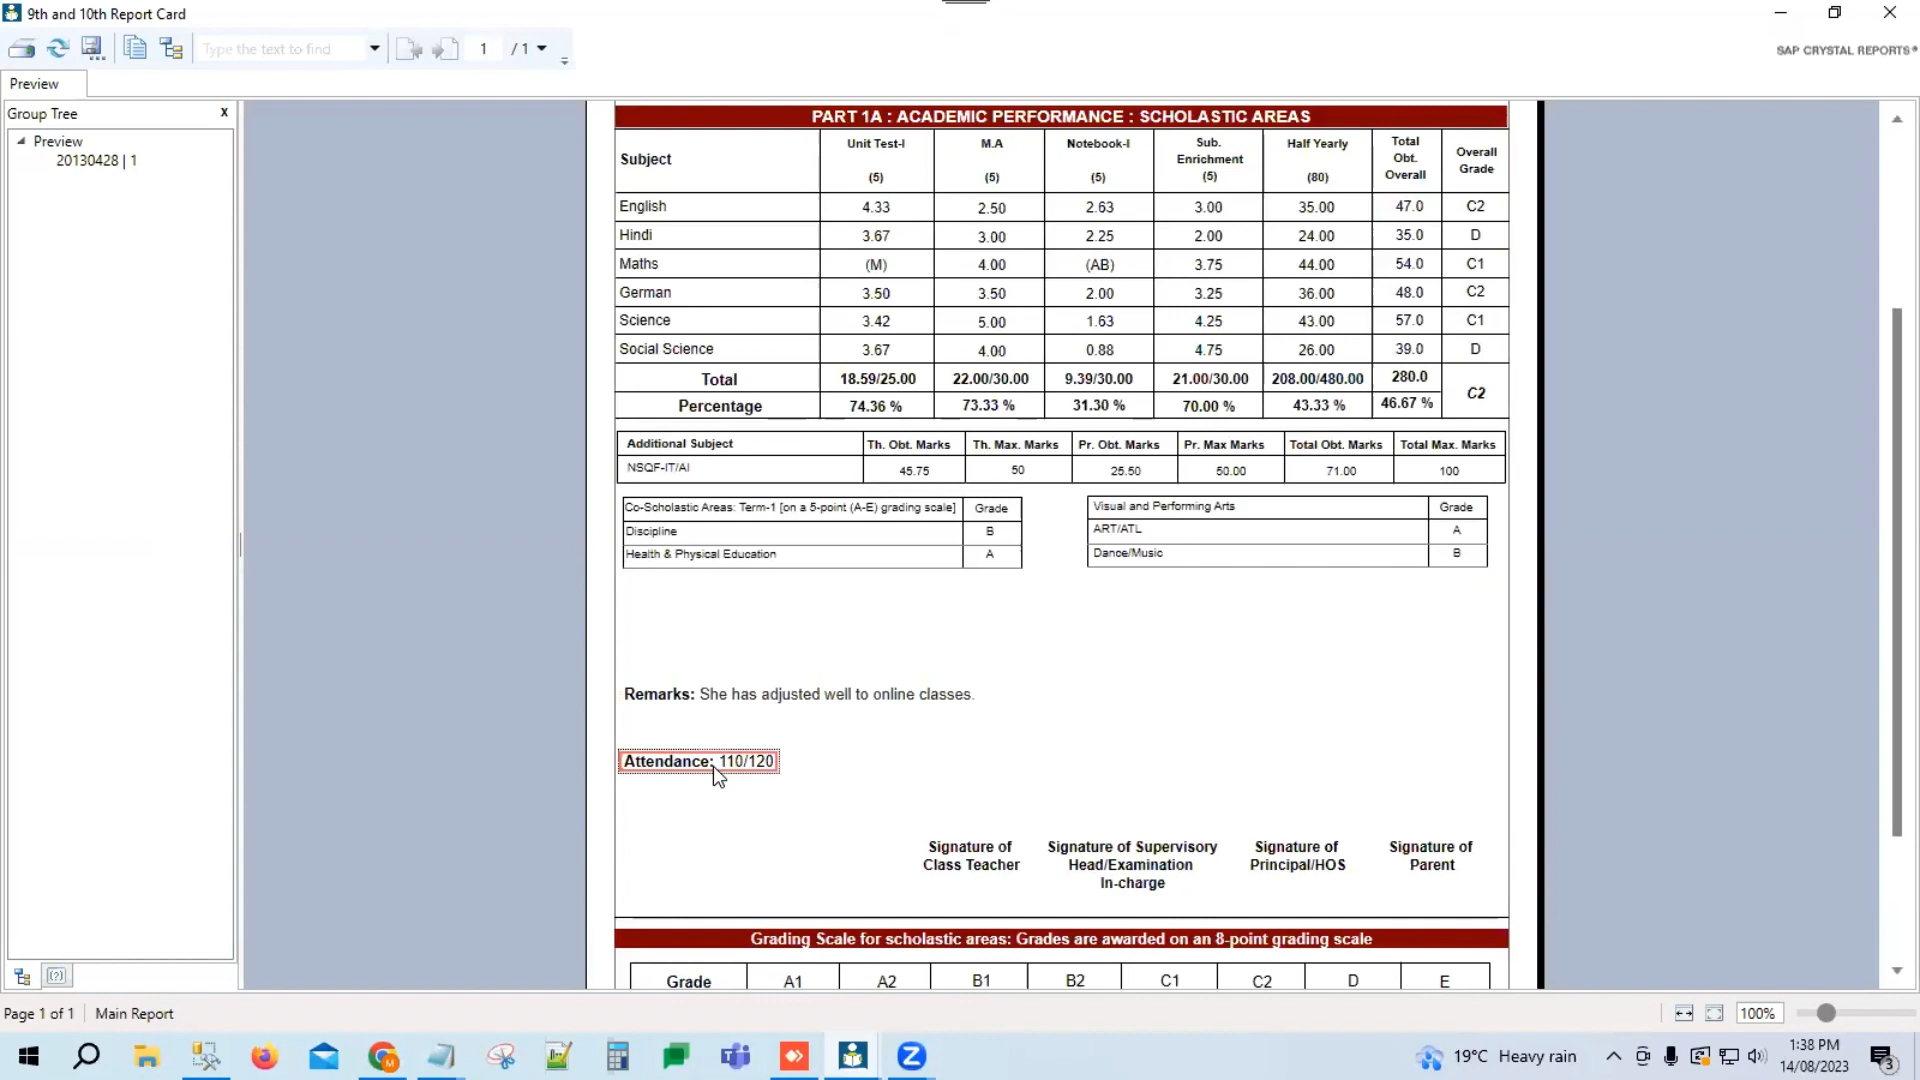 9th and 10th Report Card
Type the text to find
1 / 1
SAP CRYSTAL REPORTS®
Preview
Group Tree x
Preview
20130428 | 1
PART 1A : ACADEMIC PERFORMANCE : SCHOLASTIC AREAS
Subject Unit Test-I (5) M.A (5) Notebook-I (5) Sub. Enrichment (5) Half Yearly (80) Total Obt. Overall Overall Grade
English 4.33 2.50 2.63 3.00 35.00 47.0 C2
Hindi 3.67 3.00 2.25 2.00 24.00 35.0 D
Maths (M) 4.00 (AB) 3.75 44.00 54.0 C1
German 3.50 3.50 2.00 3.25 36.00 48.0 C2
Science 3.42 5.00 1.63 4.25 43.00 57.0 C1
Social Science 3.67 4.00 0.88 4.75 26.00 39.0 D
Total 18.59/25.00 22.00/30.00 9.39/30.00 21.00/30.00 208.00/480.00 280.0 C2
Percentage 74.36 % 73.33 % 31.30 % 70.00 % 43.33 % 46.67 %
Additional Subject Th. Obt. Marks Th. Max. Marks Pr. Obt. Marks Pr. Max Marks Total Obt. Marks Total Max. Marks
NSQF-IT/AI 45.75 50 25.50 50.00 71.00 100
Co-Scholastic Areas: Term-1 [on a 5-point (A-E) grading scale] Grade
Discipline B
Health & Physical Education A
Visual and Performing Arts Grade
ART/ATL A
Dance/Music B
Remarks: She has adjusted well to online classes.
Attendance: 110/120
Signature of Class Teacher
Signature of Supervisory Head/Examination In-charge
Signature of Principal/HOS
Signature of Parent
Grading Scale for scholastic areas: Grades are awarded on an 8-point grading scale
Grade A1 A2 B1 B2 C1 C2 D E
Page 1 of 1 Main Report
100%
19°C Heavy rain
1:38 PM
14/08/2023
3